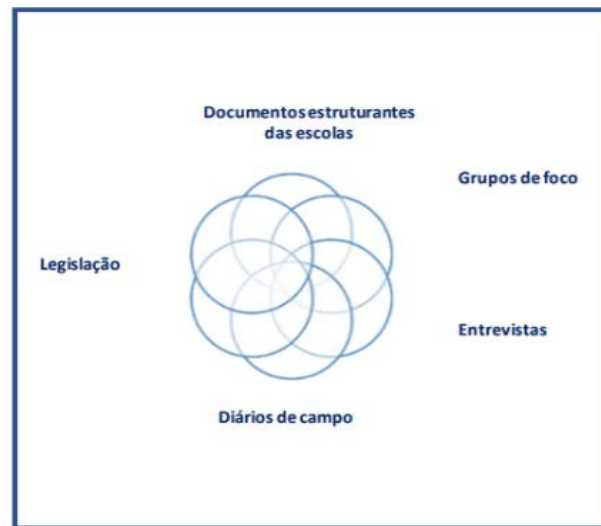 Documentos estruturantes
das escolas
Grupos de foco
Legislação
Entrevistas
Diários de campo